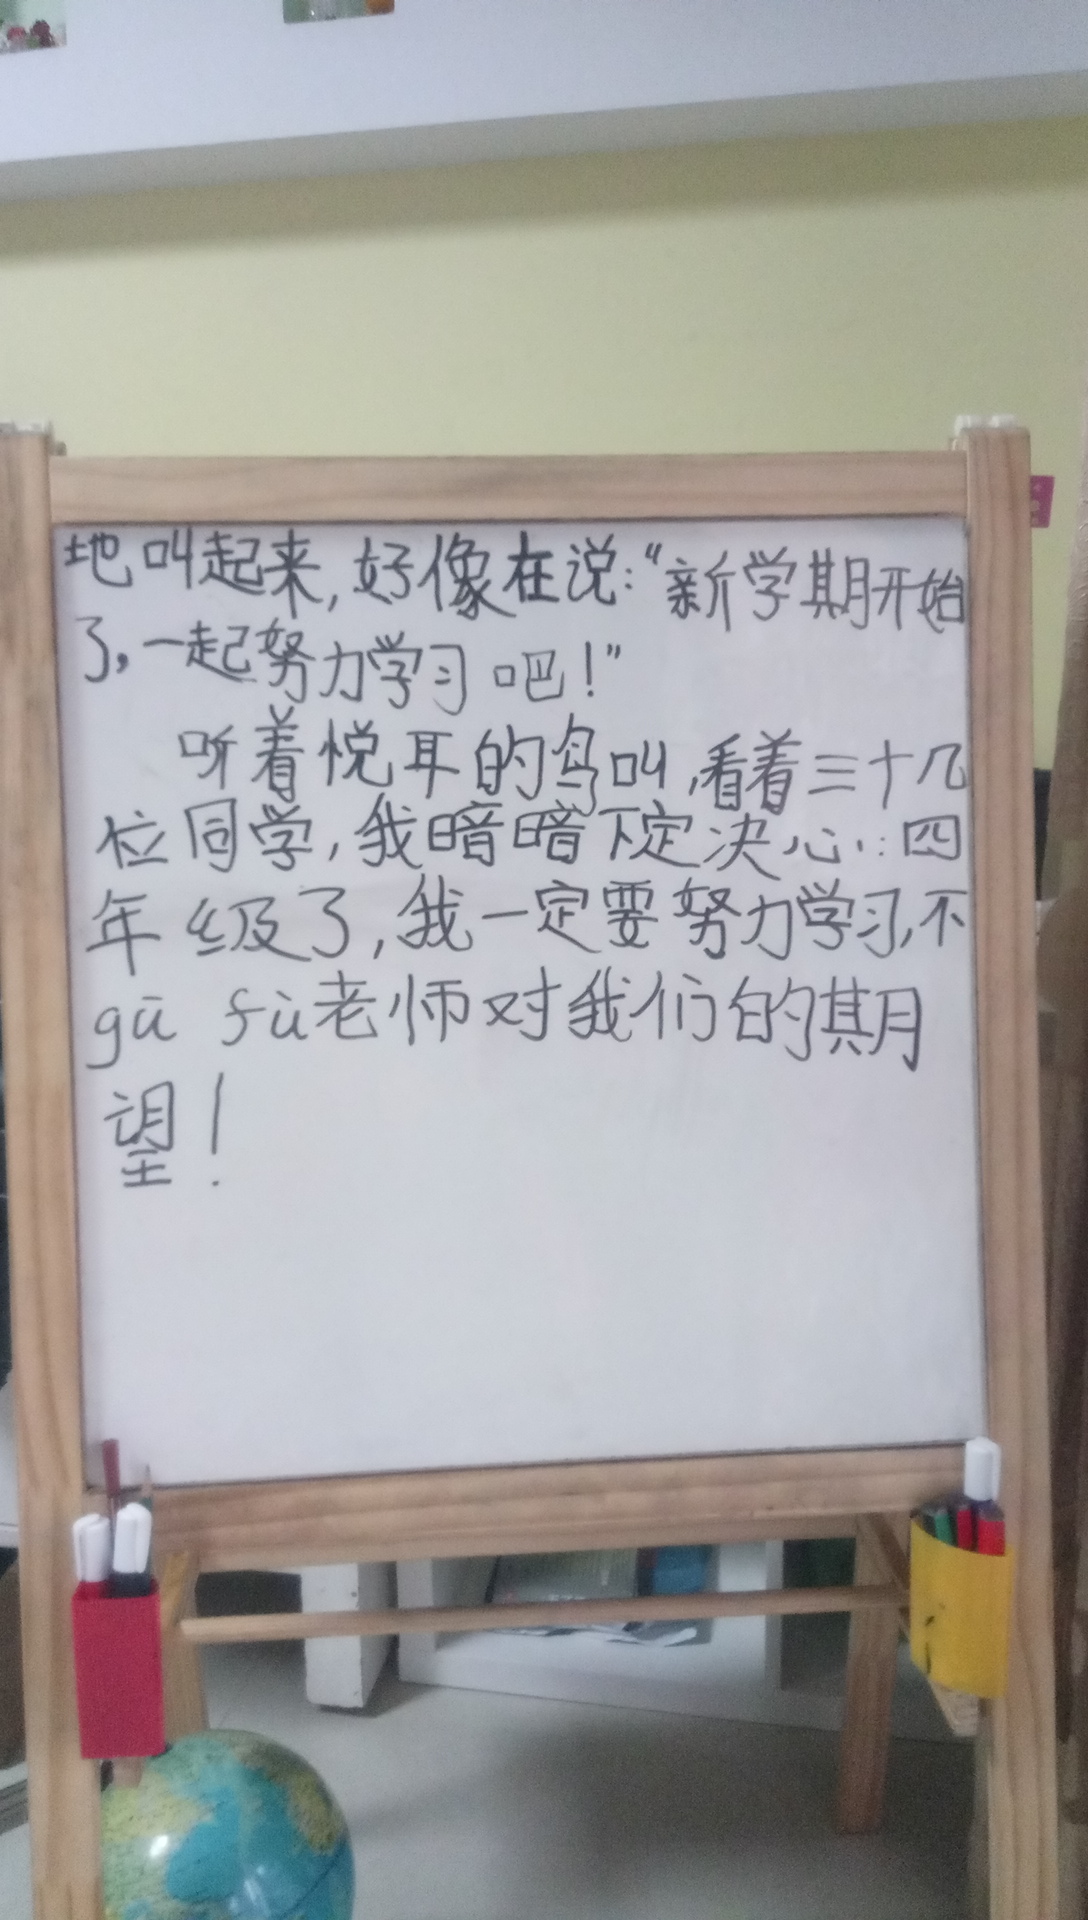 地叫起来,好像在说:“新学期开始
了,一起努力学习吧!”
听着悦耳的鸟叫,看着三十几
位同学,我暗暗下定决心:四
年级了,我一定要努力学习,不
gū fù老师对我们的期
望!